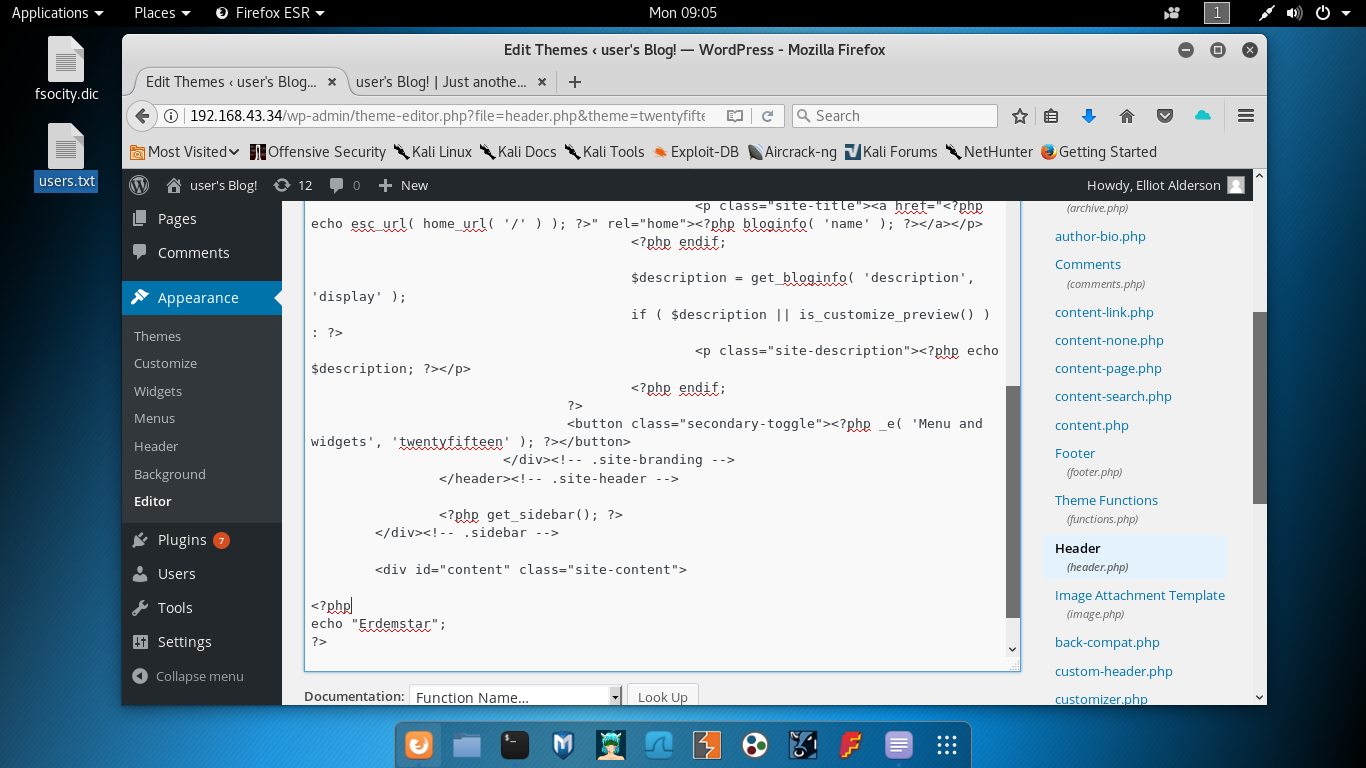 Applications Places Firefox ESR Mon 09:05 1
fsocity.dic
users.txt
Edit Themes ‹ user's Blog! — WordPress - Mozilla Firefox
Edit Themes ‹ user's Blog... user's Blog! | Just anothe...
192.168.43.34/wp-admin/theme-editor.php?file=header.php&theme=twentyfifte Search
Most Visited Offensive Security Kali Linux Kali Docs Kali Tools Exploit-DB Aircrack-ng Kali Forums NetHunter Getting Started
user's Blog! 12 0 New Howdy, Elliot Alderson
Pages
Comments
Appearance
Themes
Customize
Widgets
Menus
Header
Background
Editor
Plugins 7
Users
Tools
Settings
Collapse menu
<p class="site-title"><a href="<?php
echo esc_url( home_url( '/' ) ); ?>" rel="home"><?php bloginfo( 'name' ); ?></a></p>
<?php endif;
$description = get_bloginfo( 'description',
'display' );
if ( $description || is_customize_preview() )
: ?>
<p class="site-description"><?php echo
$description; ?></p>
<?php endif;
?>
<button class="secondary-toggle"><?php _e( 'Menu and
widgets', 'twentyfifteen' ); ?></button>
</div><!-- .site-branding -->
</header><!-- .site-header -->
<?php get_sidebar(); ?>
</div><!-- .sidebar -->
<div id="content" class="site-content">
<?php
echo "Erdemstar";
?>
Documentation: Function Name... Look Up
(archive.php)
author-bio.php
Comments
(comments.php)
content-link.php
content-none.php
content-page.php
content-search.php
content.php
Footer
(footer.php)
Theme Functions
(functions.php)
Header
(header.php)
Image Attachment Template
(image.php)
back-compat.php
custom-header.php
customizer.php